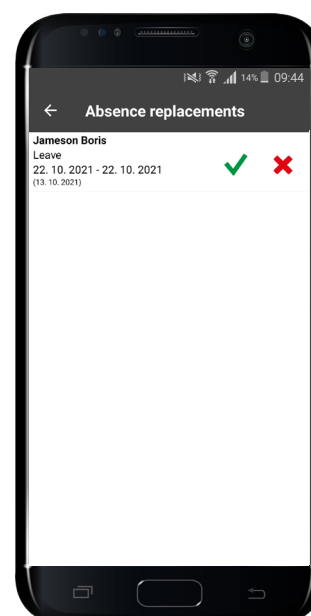 14% 09:44
Absence replacements
Jameson Boris
Leave
22. 10. 2021 - 22. 10. 2021
(13. 10. 2021)